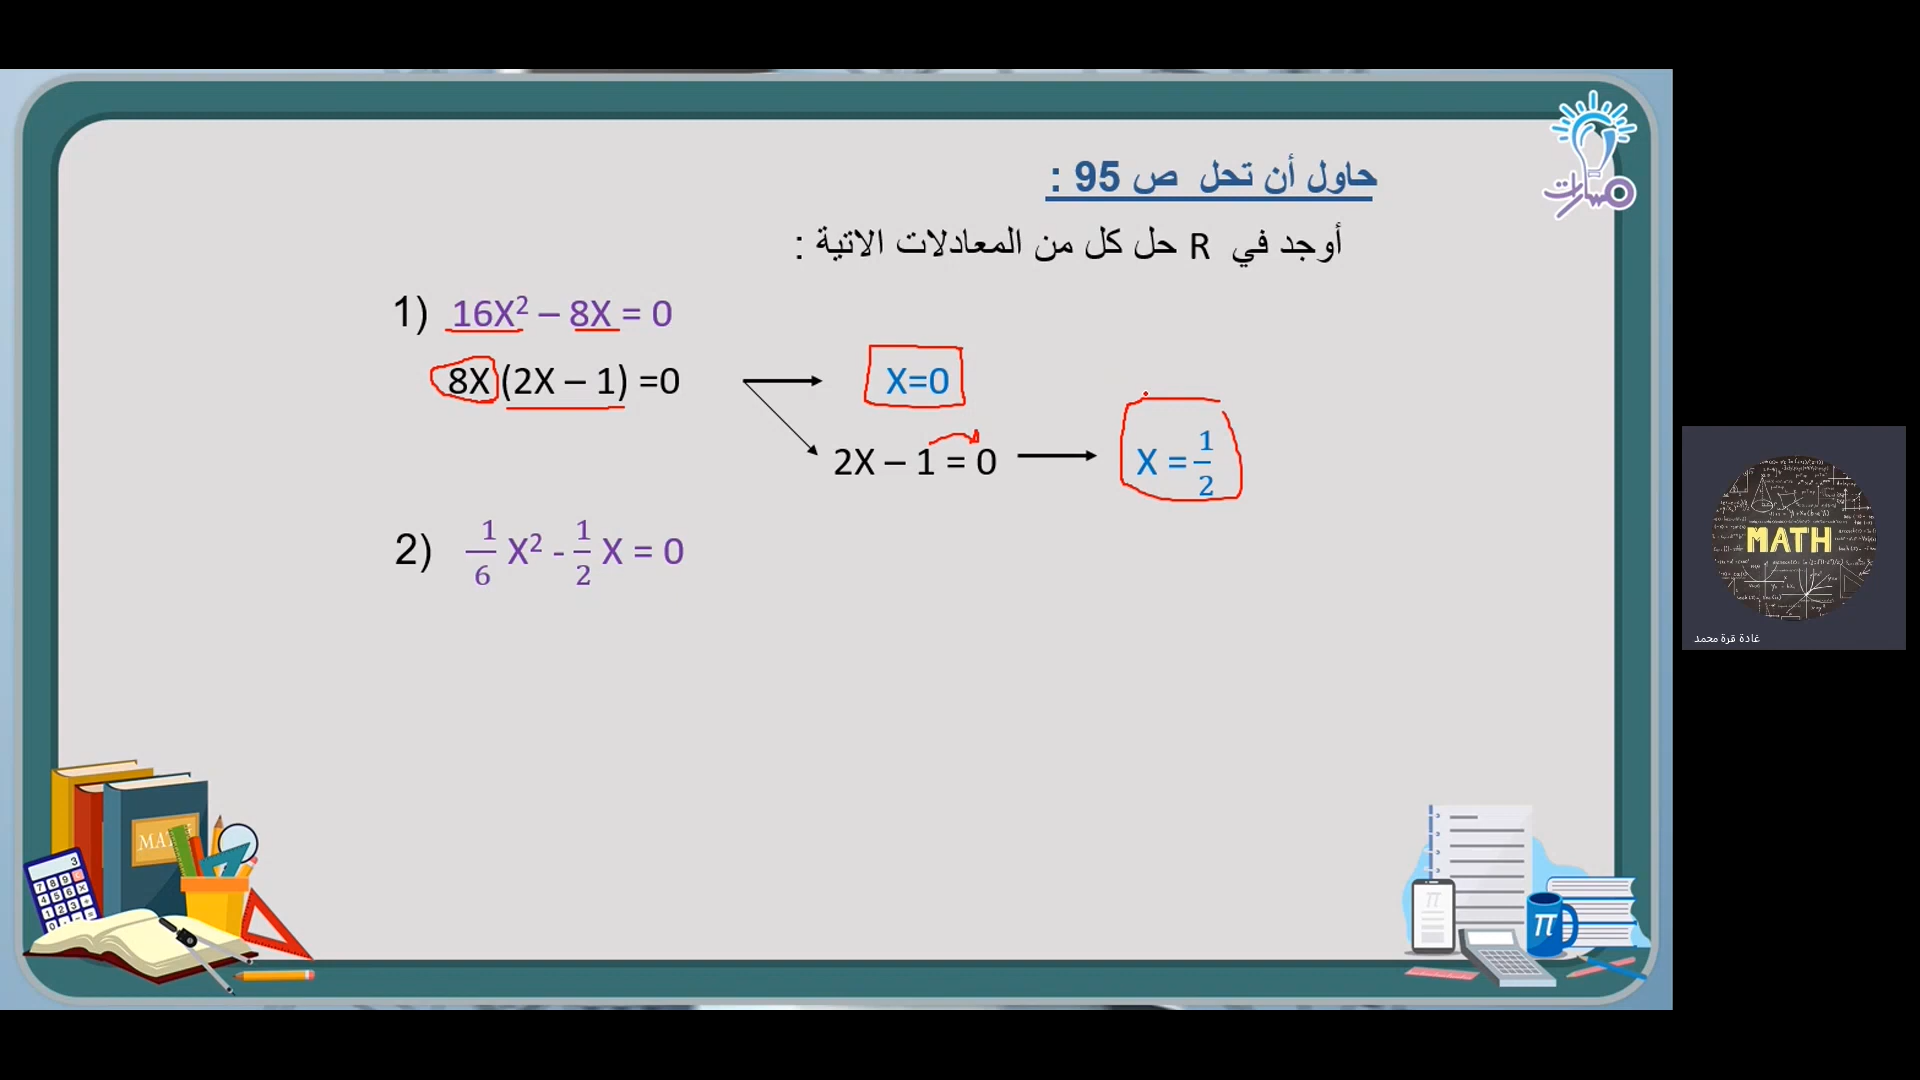 مسارات
حاول أن تحل ص 95 :
أوجد في R حل كل من المعادلات الاتية :
1) 16X² – 8X = 0
8X (2X – 1) =0
X=0
2X – 1 = 0
X = 1/2
2) 1/6 X² - 1/2 X = 0
MATH
غادة قرة محمد
π
π